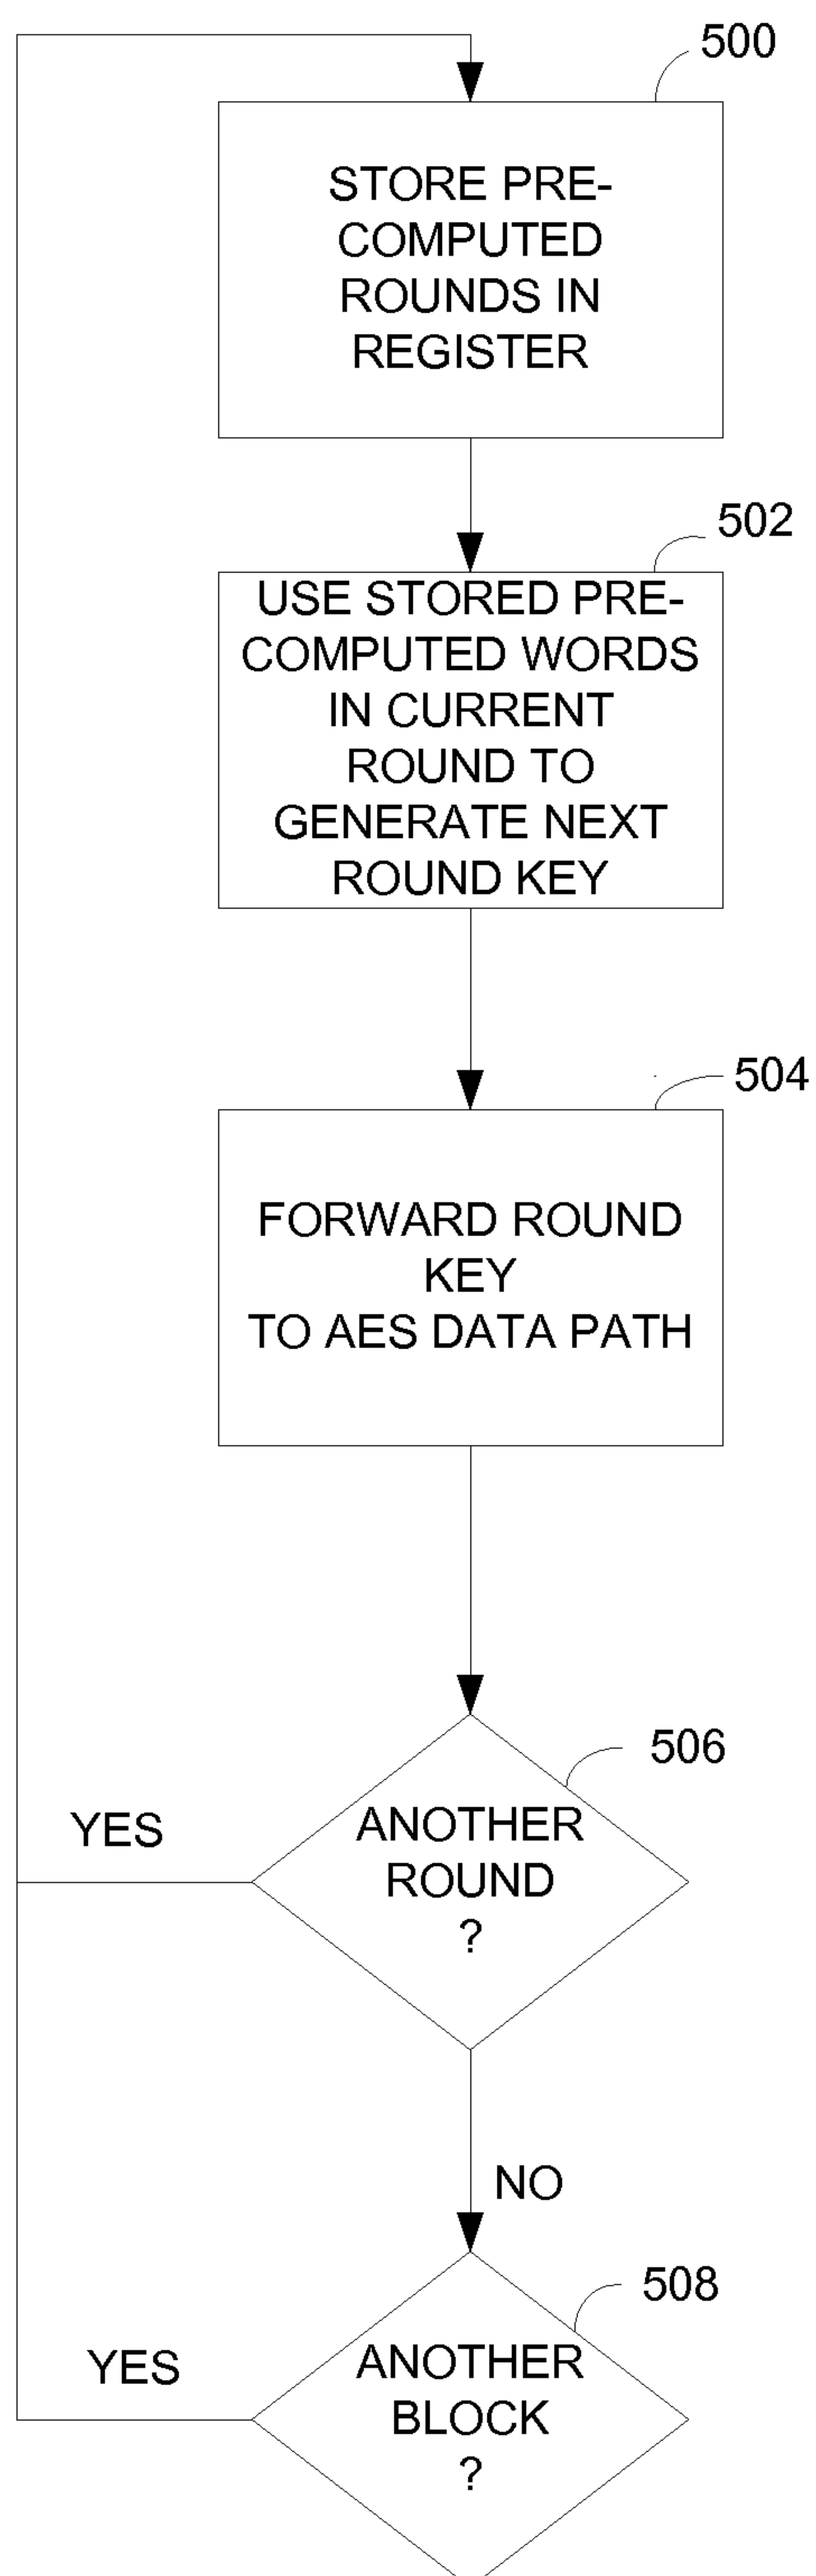 500
STORE PRE-
COMPUTED
ROUNDS IN
REGISTER
502
USE STORED PRE-
COMPUTED WORDS
IN CURRENT
ROUND TO
GENERATE NEXT
ROUND KEY
504
FORWARD ROUND
KEY
TO AES DATA PATH
506
YES
ANOTHER
ROUND
?
NO
508
YES
ANOTHER
BLOCK
?